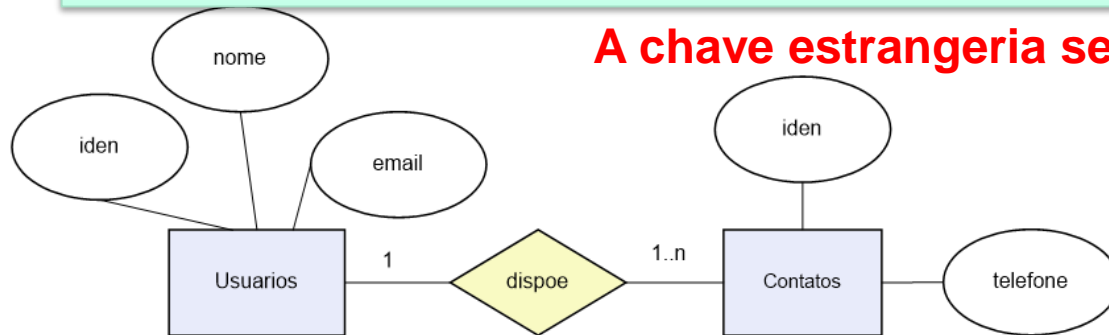 A chave estrangeria se
nome
iden
email
iden
Usuarios
1
dispoe
1..n
Contatos
telefone